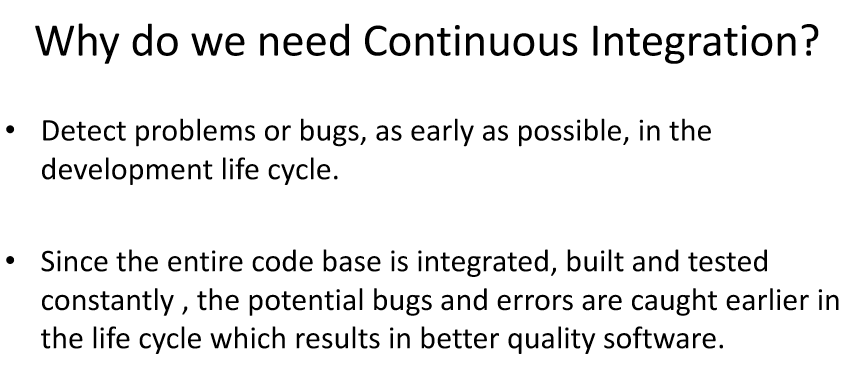 Why do we need Continuous Integration?
• Detect problems or bugs, as early as possible, in the
development life cycle.
• Since the entire code base is integrated, built and tested
constantly , the potential bugs and errors are caught earlier in
the life cycle which results in better quality software.